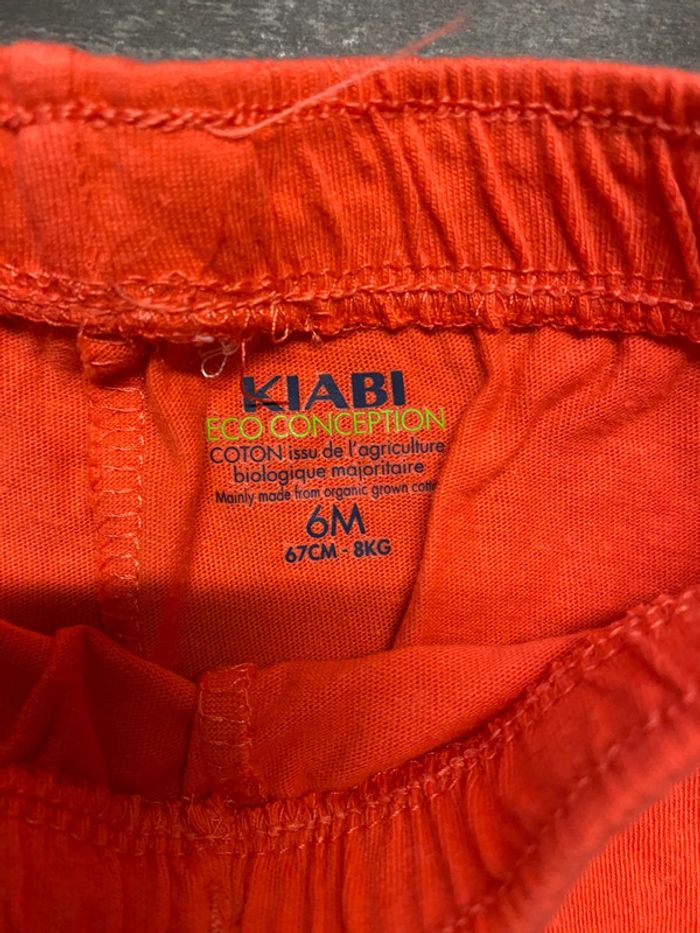 KIABI
ECO CONCEPTION
COTON issu de l'agriculture
biologique majoritaire
Mainly made from organic grown
6M
67CM - 8KG